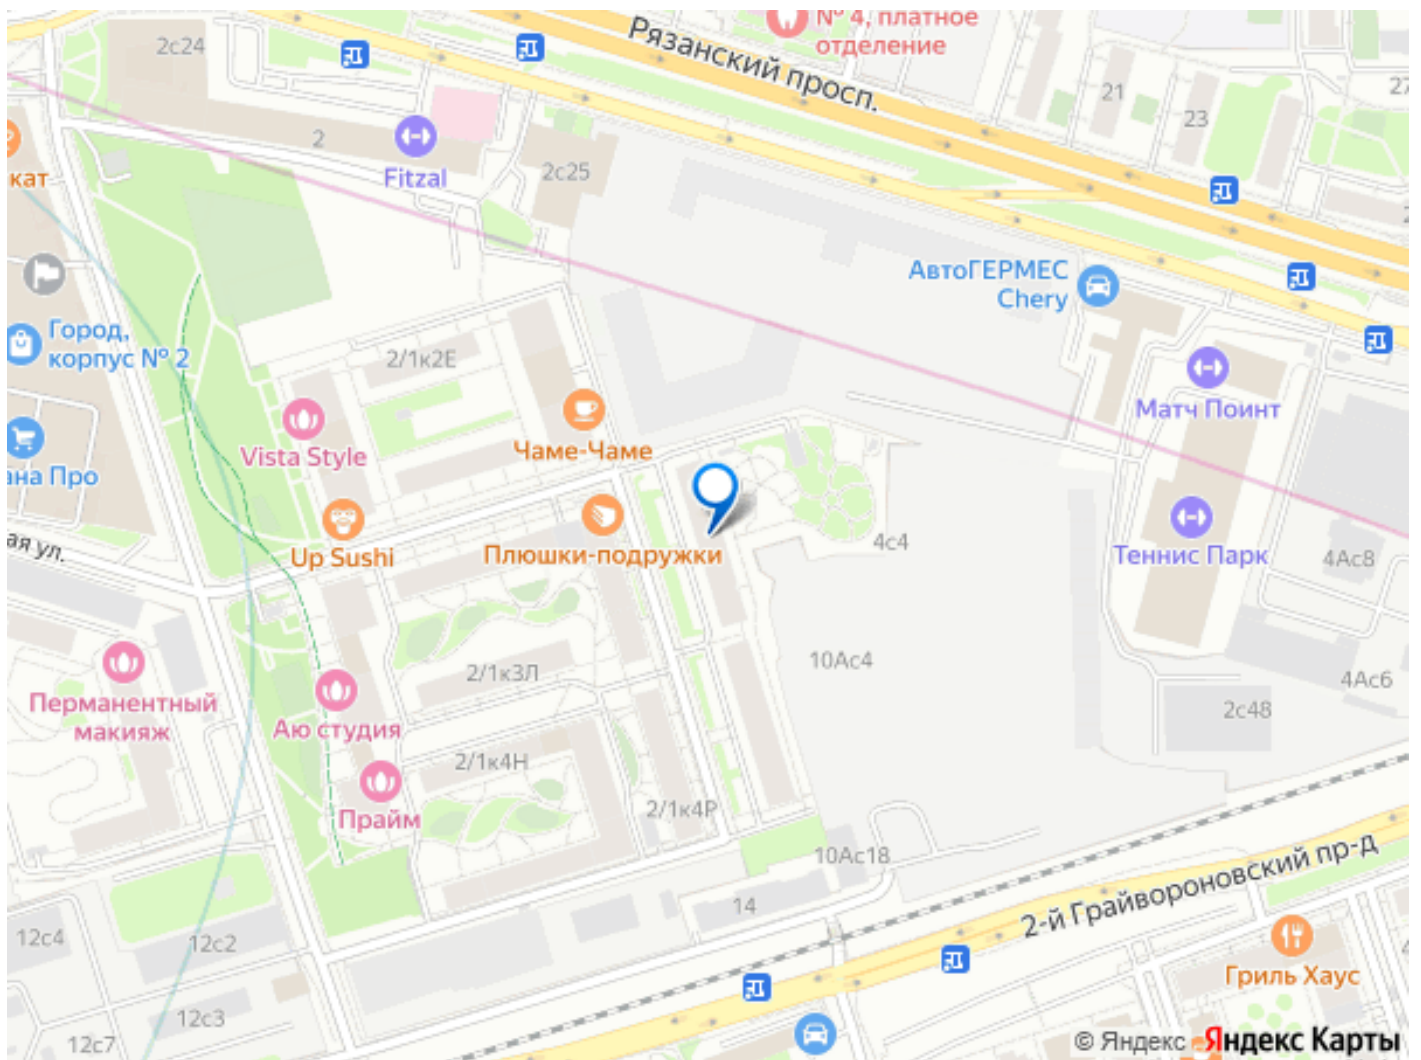 № 4, платное
отделение
Рязанский просп.
2с24
21
23
27
2
Fitzal
2с25
кат
АвтоГЕРМЕС
Chery
Город,
корпус № 2
2/1к2Е
Матч Поинт
Чаме-Чаме
Vista Style
ана Про
ая ул.
Up Sushi
Плюшки-подружки
4с4
Теннис Парк
4Ас8
10Ас4
2/1к3Л
4Ас6
Перманентный
макияж
Аю студия
2с48
2/1к4Н
Прайм
2/1к4Р
10Ас18
2-й Грайвороновский пр-д
14
12с4
12с2
Гриль Хаус
12с3
12с7
© Яндекс Яндекс Карты